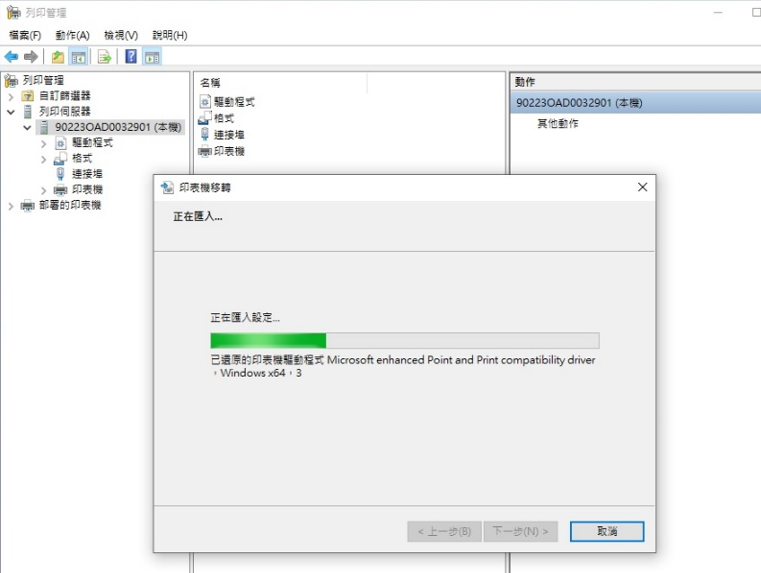 列印管理
檔案(F) 動作(A) 檢視(V) 說明(H)
列印管理
自訂篩選器
列印伺服器
90223OAD0032901 (本機)
驅動程式
格式
連接埠
印表機
部署的印表機
名稱
驅動程式
格式
連接埠
印表機
動作
90223OAD0032901 (本機)
其他動作
印表機移轉
正在匯入...
正在匯入設定...
已還原的印表機驅動程式 Microsoft enhanced Point and Print compatibility driver
，Windows x64，3
< 上一步(B) 下一步(N) > 取消